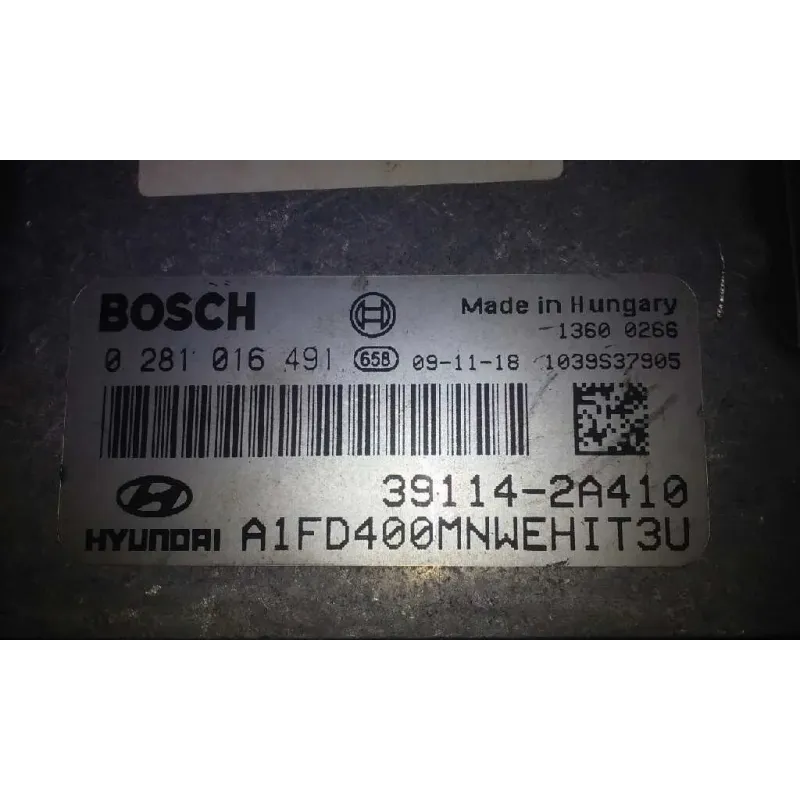 BOSCH Made in Hungary
1360 0266
0 281 016 491 658 09-11-18 1039S37905
39114-2A410
HYUNDAI A1FD400MNWEHIT3U